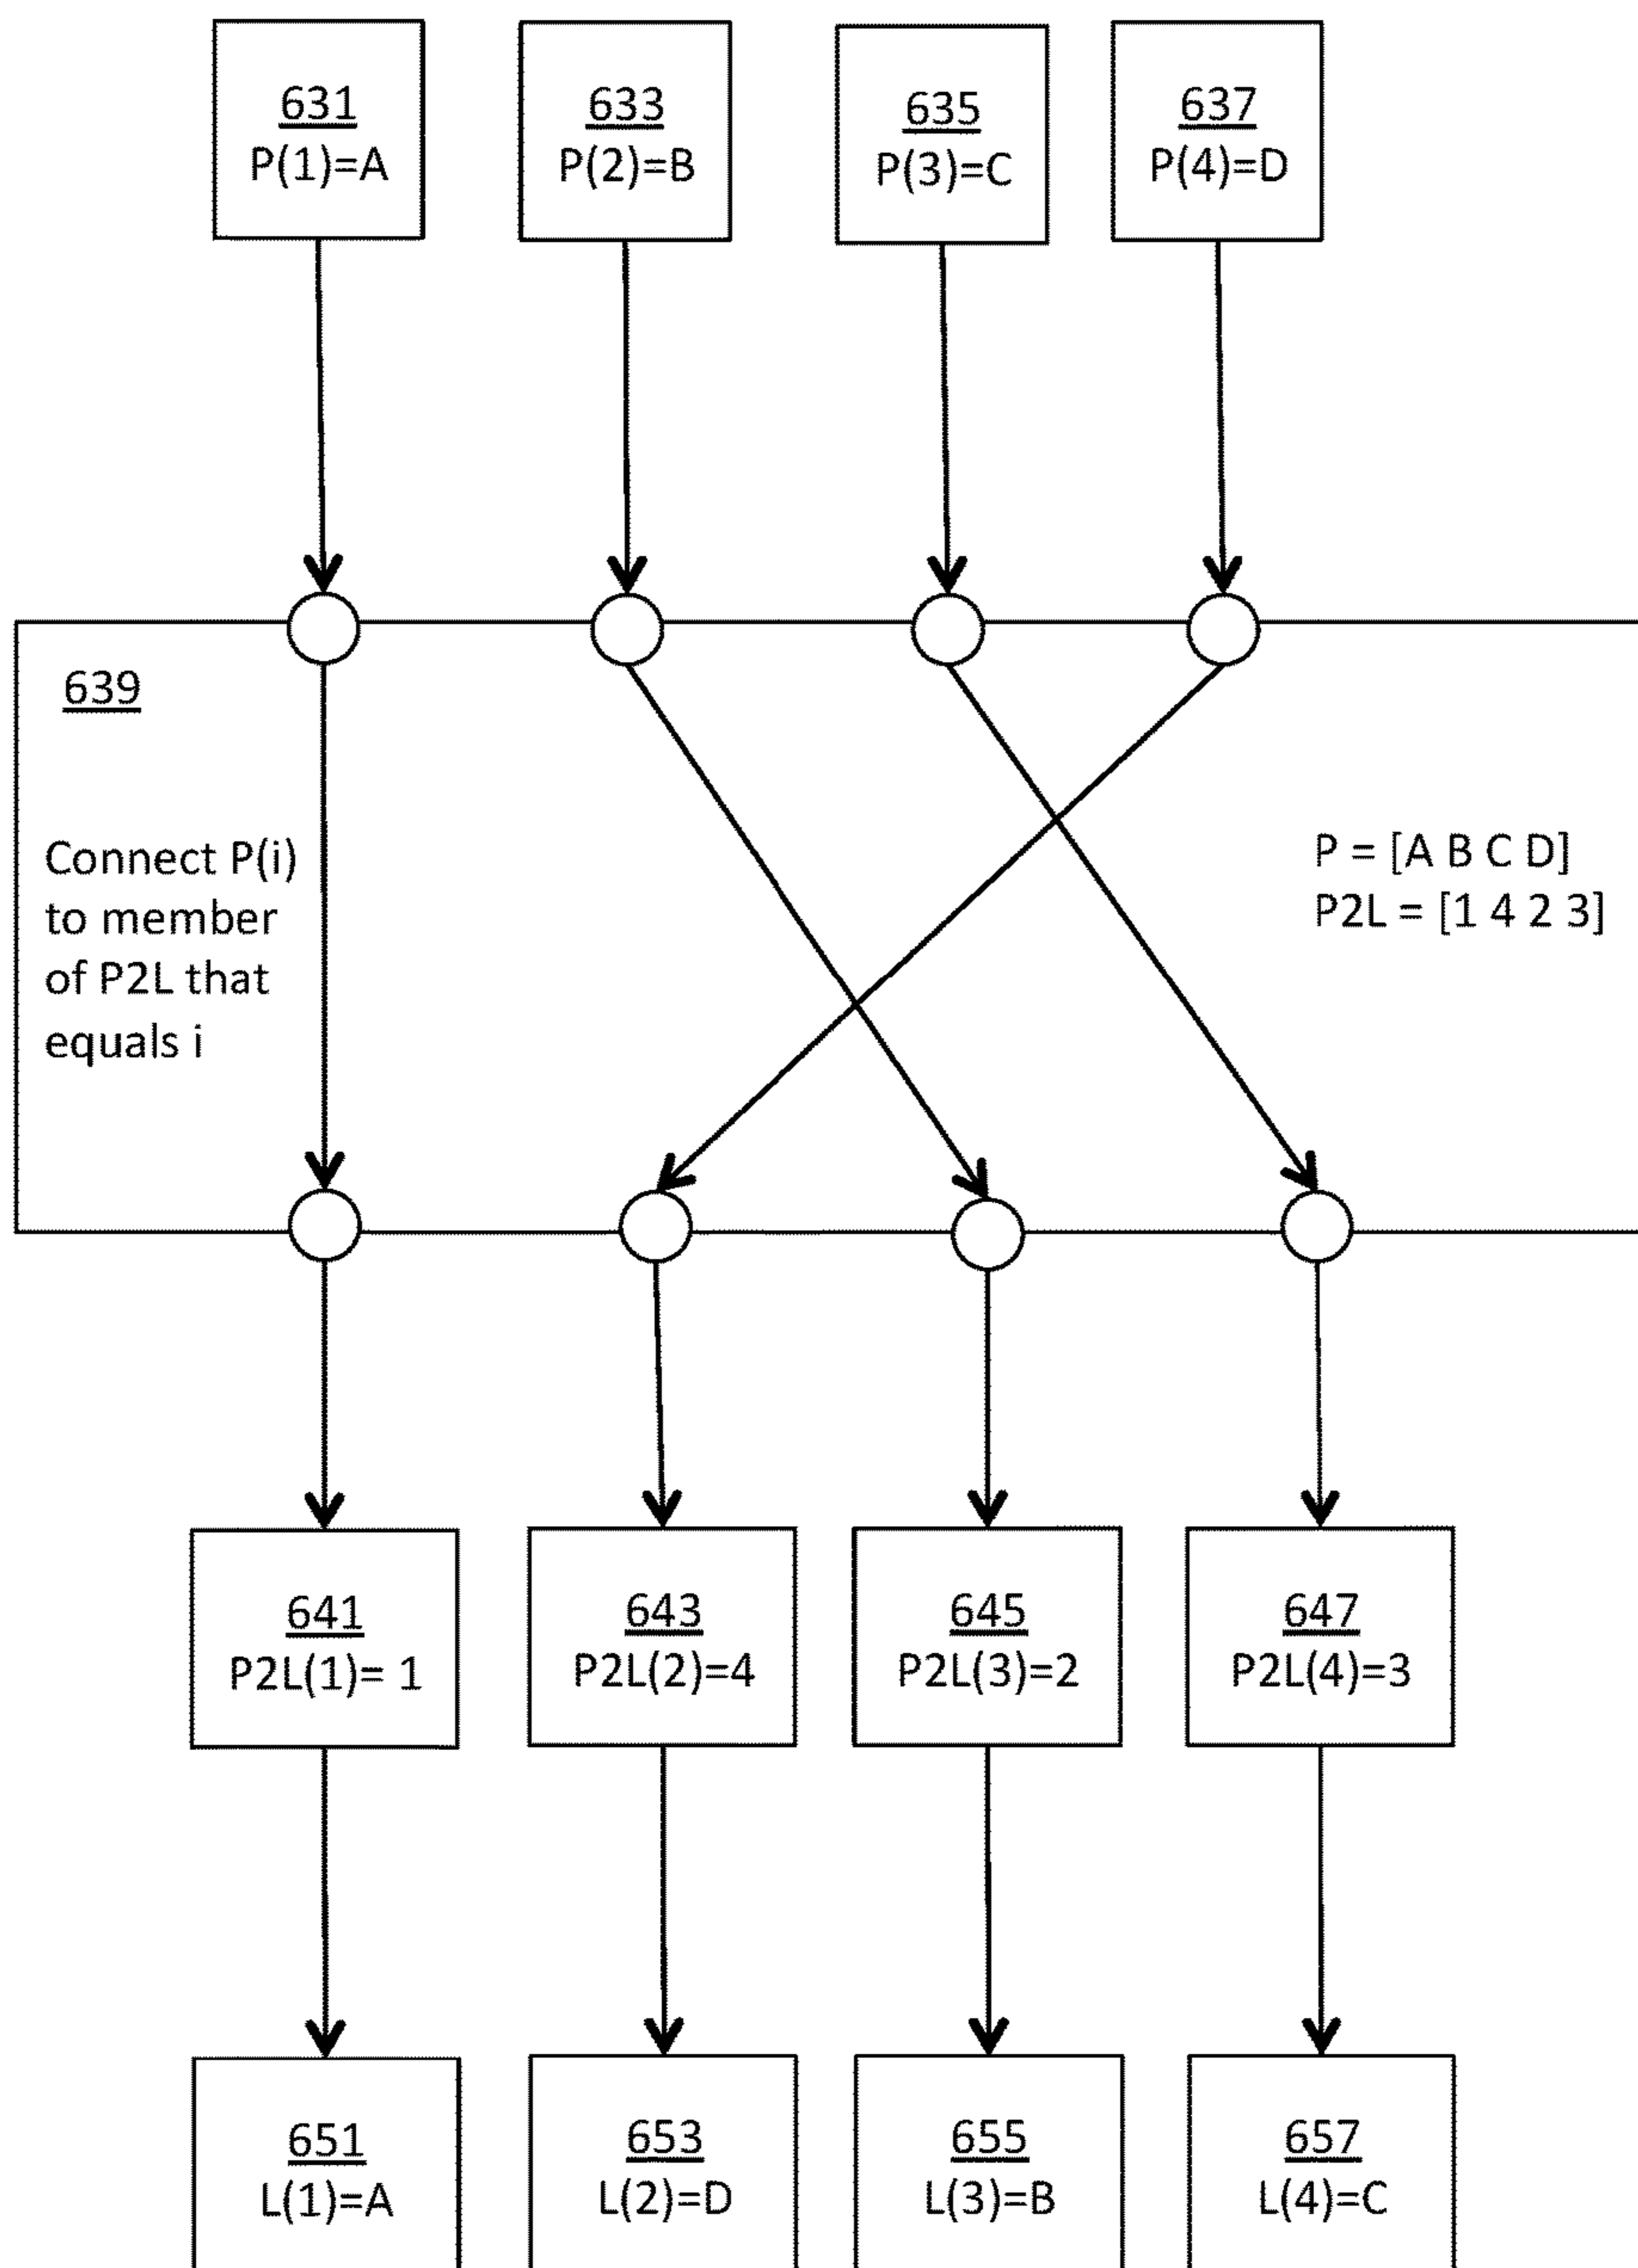 631
P(1)=A
633
P(2)=B
635
P(3)=C
637
P(4)=D
639
Connect P(i)
to member
of P2L that
equals i
P = [A B C D]
P2L = [1 4 2 3]
641
P2L(1)= 1
643
P2L(2)=4
645
P2L(3)=2
647
P2L(4)=3
651
L(1)=A
653
L(2)=D
655
L(3)=B
657
L(4)=C